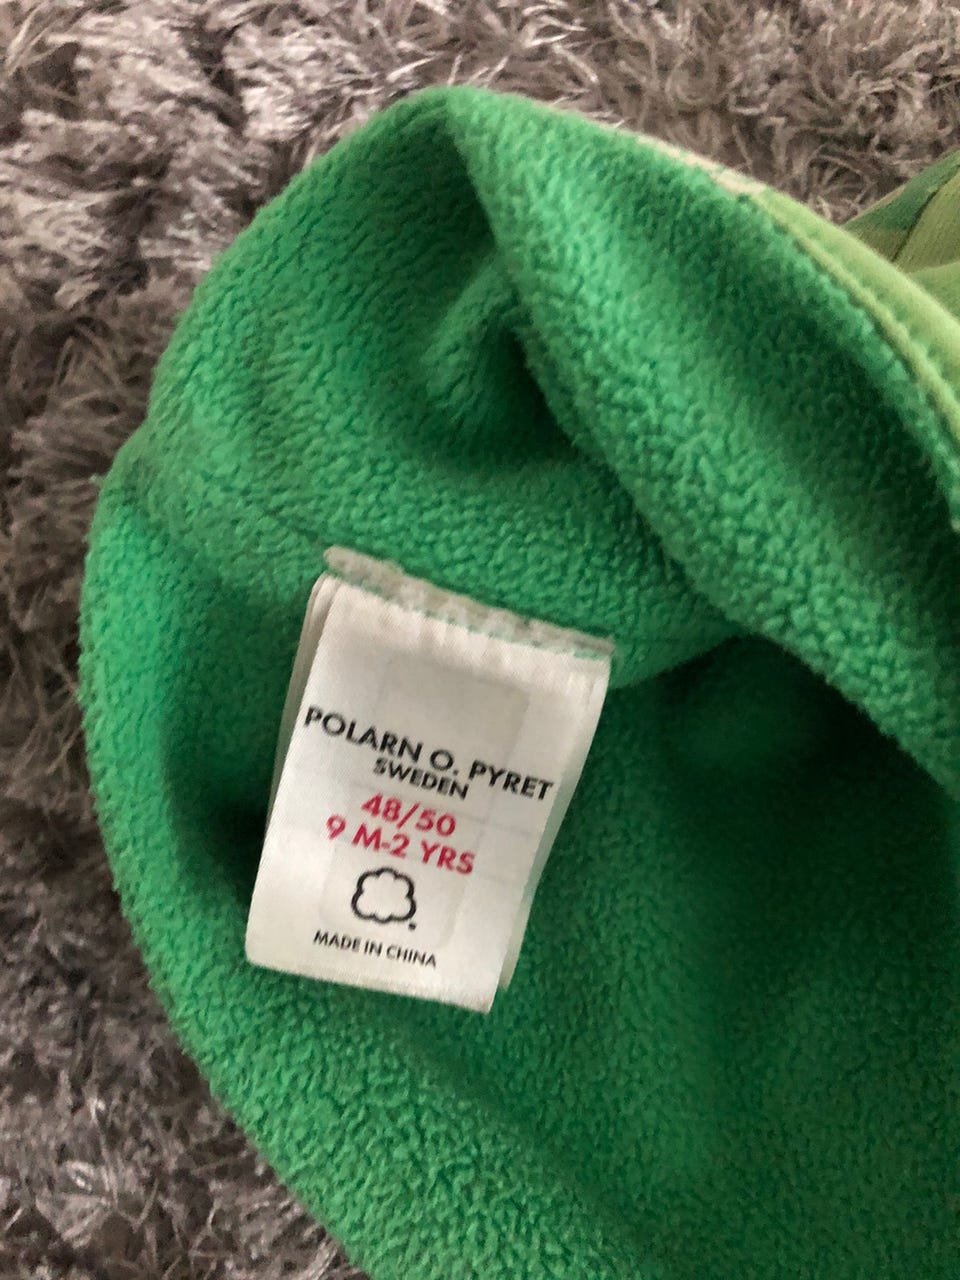 POLARN O. PYRET
SWEDEN
48/50
9 M-2 YRS
MADE IN CHINA